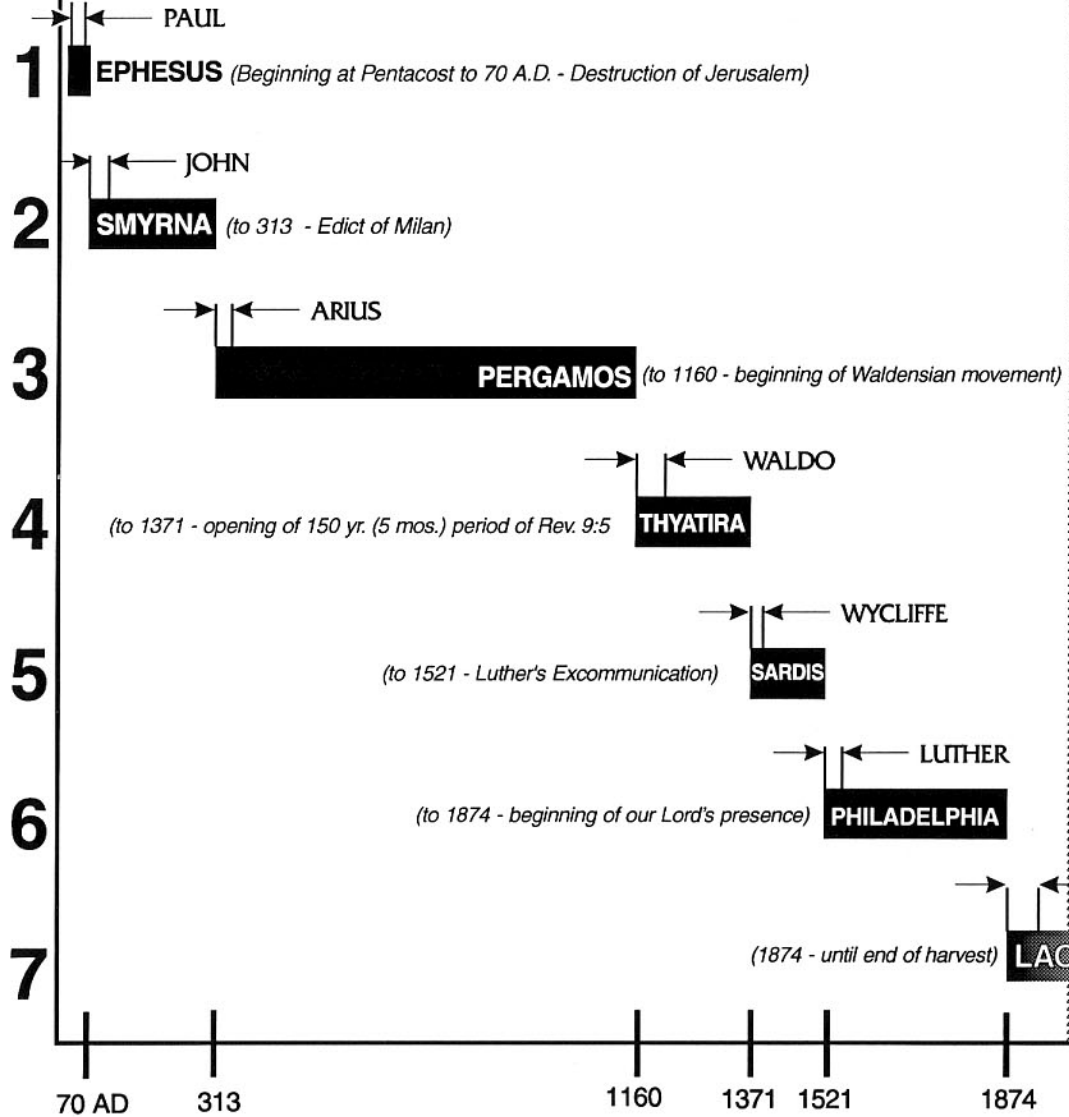 PAUL
1 EPHESUS (Beginning at Pentacost to 70 A.D. - Destruction of Jerusalem)
JOHN
2 SMYRNA (to 313 - Edict of Milan)
ARIUS
3 PERGAMOS (to 1160 - beginning of Waldensian movement)
WALDO
4 (to 1371 - opening of 150 yr. (5 mos.) period of Rev. 9:5 THYATIRA
WYCLIFFE
5 (to 1521 - Luther's Excommunication) SARDIS
LUTHER
6 (to 1874 - beginning of our Lord's presence) PHILADELPHIA
7 (1874 - until end of harvest) LAO
70 AD 313 1160 1371 1521 1874